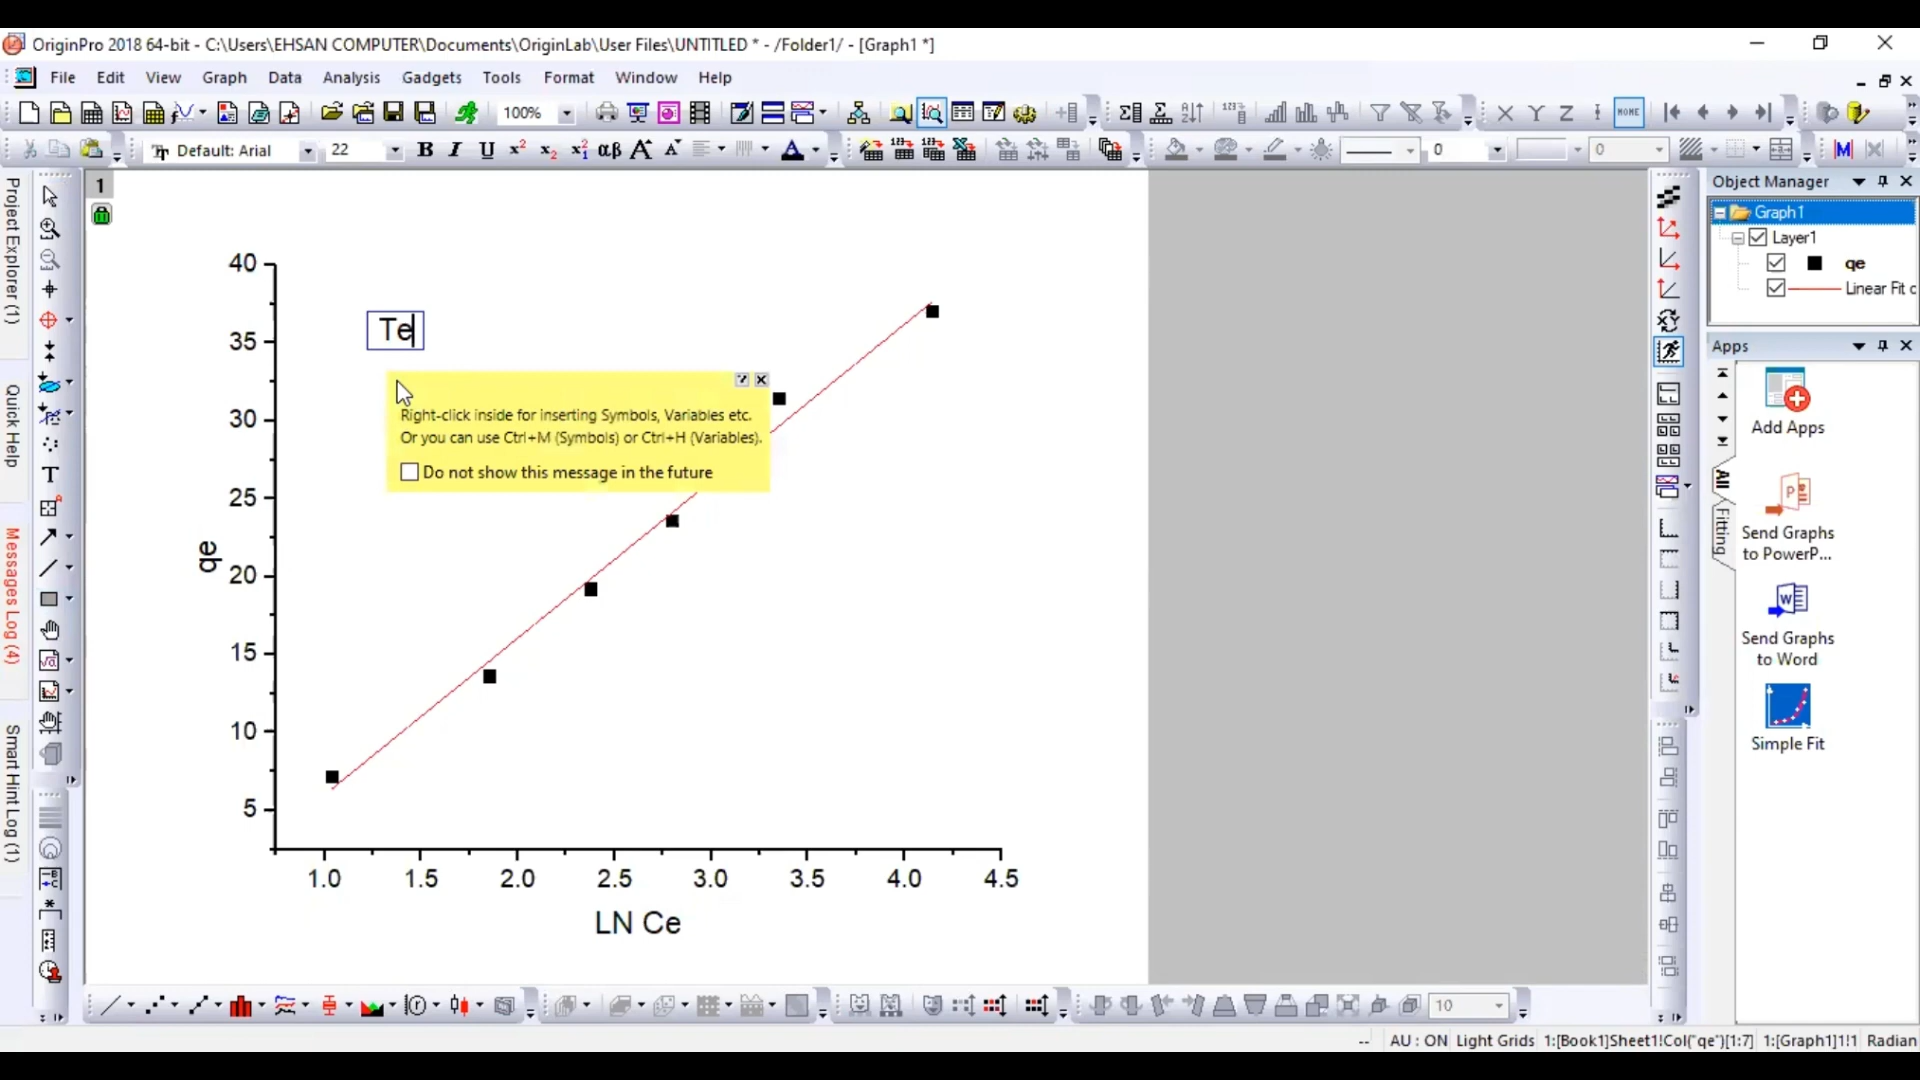 OriginPro 2018 64-bit - C:\Users\EHSAN COMPUTER\Documents\OriginLab\User Files\UNTITLED * - /Folder1/ - [Graph1 *]
File Edit View Graph Data Analysis Gadgets Tools Format Window Help
100%
HOME
Default: Arial 22 B I U αβ A A A 0 0
Project Explorer (1)
Quick Help
Messages Log (4)
Smart Hint Log (1)
1
Te
Right-click inside for inserting Symbols, Variables etc.
Or you can use Ctrl+M (Symbols) or Ctrl+H (Variables).
Do not show this message in the future
40
35
30
25
20
15
10
5
qe
1.0 1.5 2.0 2.5 3.0 3.5 4.0 4.5
LN Ce
Object Manager
Graph1
Layer1
qe
Linear Fit c
Apps
All
Fitting
Add Apps
Send Graphs
to PowerP...
Send Graphs
to Word
Simple Fit
10
-- AU : ON Light Grids 1:[Book1]Sheet1!Col("qe")[1:7] 1:[Graph1]1!1 Radian